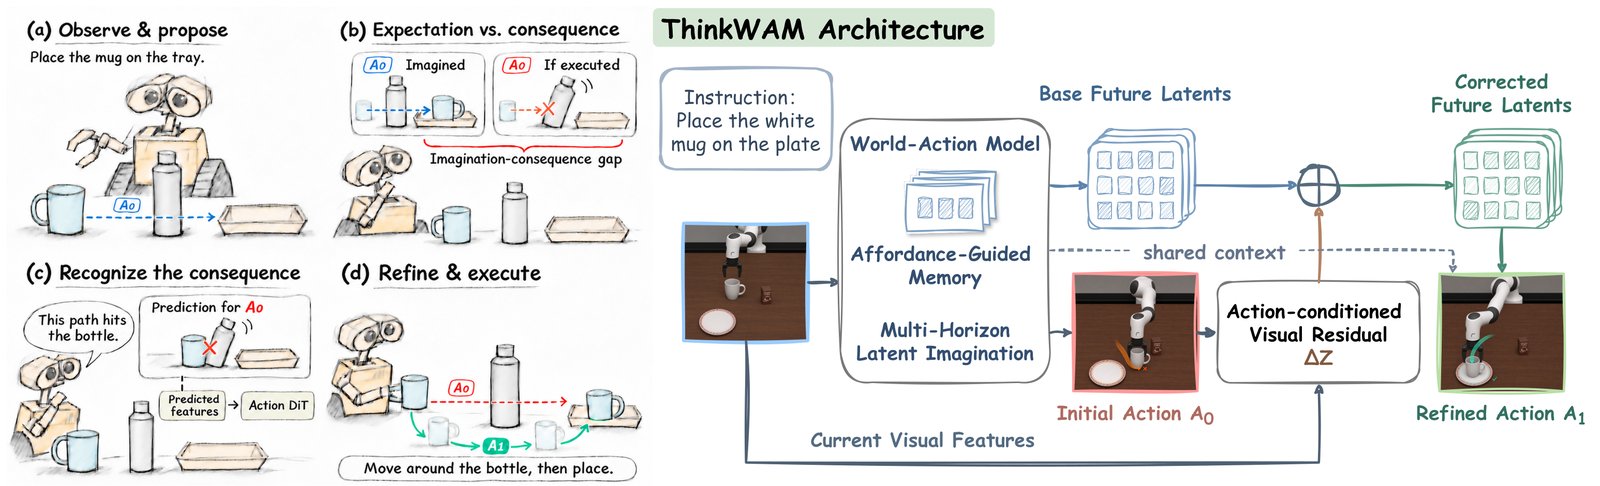 (a) Observe & propose
Place the mug on the tray.
A0
(b) Expectation vs. consequence
A0 Imagined
A0 If executed
Imagination-consequence gap
(c) Recognize the consequence
This path hits
the bottle.
Prediction for A0
Predicted
features
Action DiT
(d) Refine & execute
A0
A1
Move around the bottle, then place.
ThinkWAM Architecture
Instruction:
Place the white
mug on the plate
World-Action Model
Affordance-Guided
Memory
Multi-Horizon
Latent Imagination
Base Future Latents
Corrected
Future Latents
shared context
Initial Action A0
Action-conditioned
Visual Residual
ΔZ
Refined Action A1
Current Visual Features